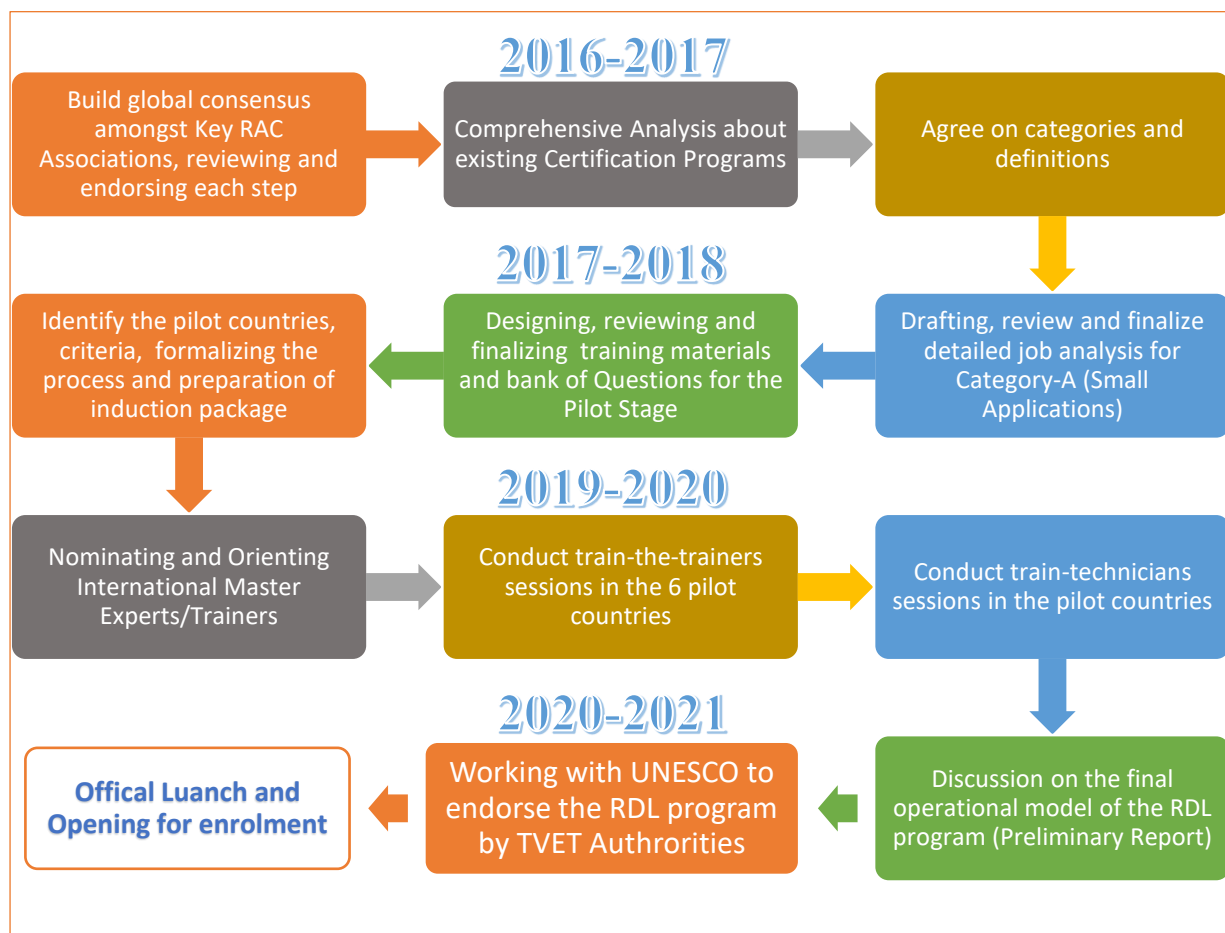 2016-2017
Build global consensus
amongst Key RAC
Associations, reviewing and
endorsing each step
Comprehensive Analysis about
existing Certification Programs
Agree on categories and
definitions
2017-2018
Drafting, review and finalize
detailed job analysis for
Category-A (Small
Applications)
Designing, reviewing and
finalizing training materials
and bank of Questions for the
Pilot Stage
Identify the pilot countries,
criteria, formalizing the
process and preparation of
induction package
2019-2020
Nominating and Orienting
International Master
Experts/Trainers
Conduct train-the-trainers
sessions in the 6 pilot
countries
Conduct train-technicians
sessions in the pilot countries
2020-2021
Discussion on the final
operational model of the RDL
program (Preliminary Report)
Working with UNESCO to
endorse the RDL program
by TVET Authrorities
Offical Luanch and
Opening for enrolment